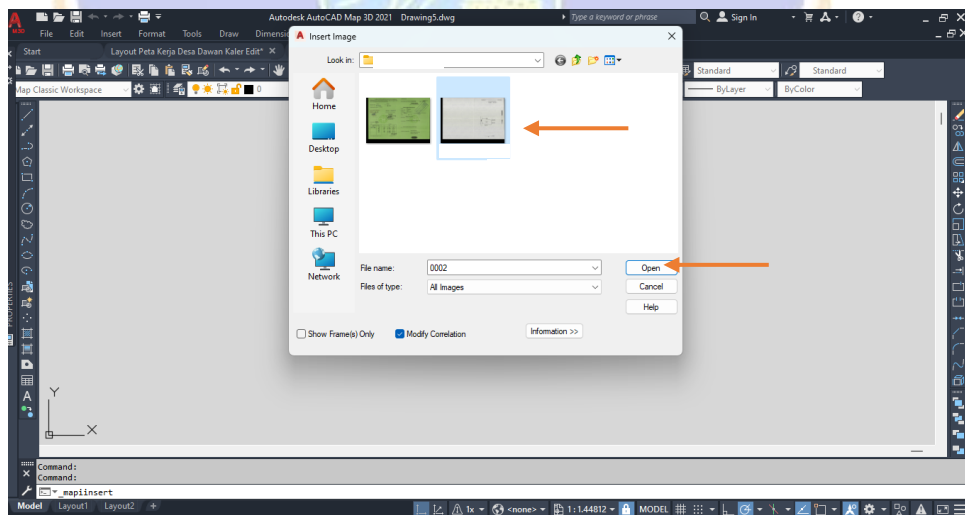 Autodesk AutoCAD Map 3D 2021 Drawing5.dwg
Type a keyword or phrase
Sign In
File Edit Insert Format Tools Draw
Start
Layout Peta Kerja Desa Dawan Kaler Edit*
Standard
Standard
Map Classic Workspace
0
ByLayer
ByColor
Insert Image
Look in:
Home
Desktop
Libraries
This PC
Network
File name: 0002
Open
Files of type: All Images
Cancel
Help
Show Frame(s) Only
Modify Correlation
Information >>
PROPERTIES
Y
X
Command:
Command:
_mapiinsert
Model Layout1 Layout2 +
1x
<none>
1:1.44812
MODEL